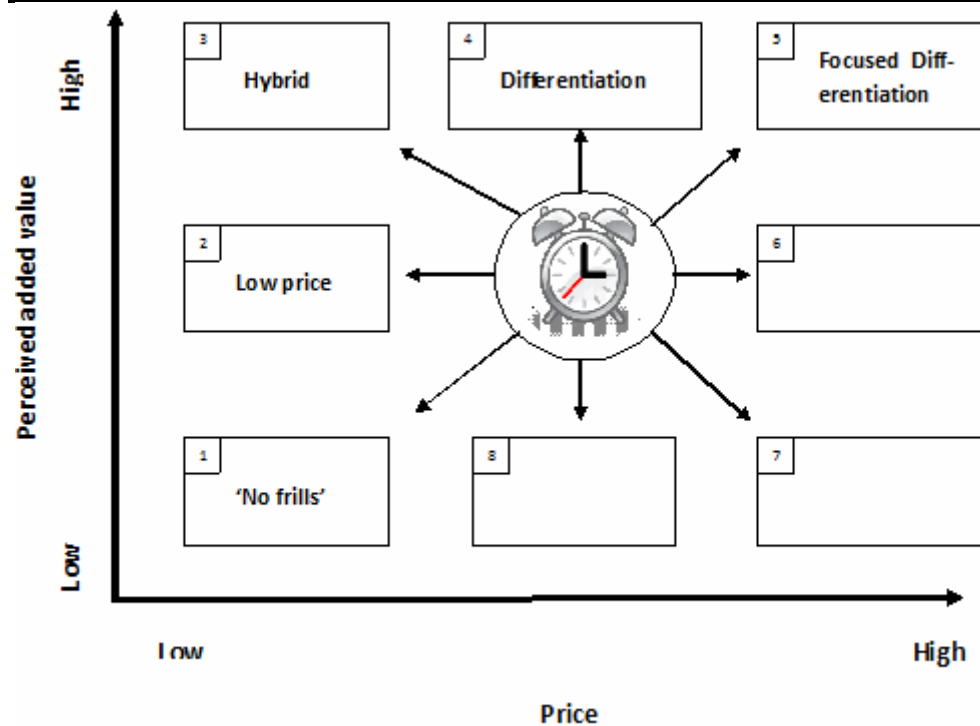 3
Hybrid
4
Differentiation
5
Focused Diff-
erentiation
High
Perceived added value
2
Low price
6
1
'No frills'
8
7
Low
Low
High
Price